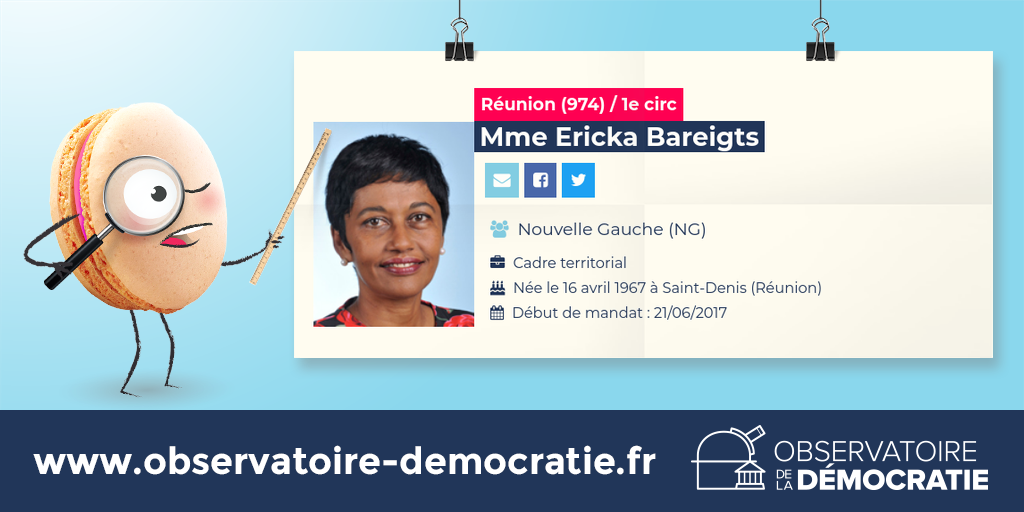 Réunion (974) / 1e circ
Mme Ericka Bareigts
Nouvelle Gauche (NG)
Cadre territorial
Née le 16 avril 1967 à Saint-Denis (Réunion)
Début de mandat : 21/06/2017
www.observatoire-democratie.fr
OBSERVATOIRE
DE LA DÉMOCRATIE